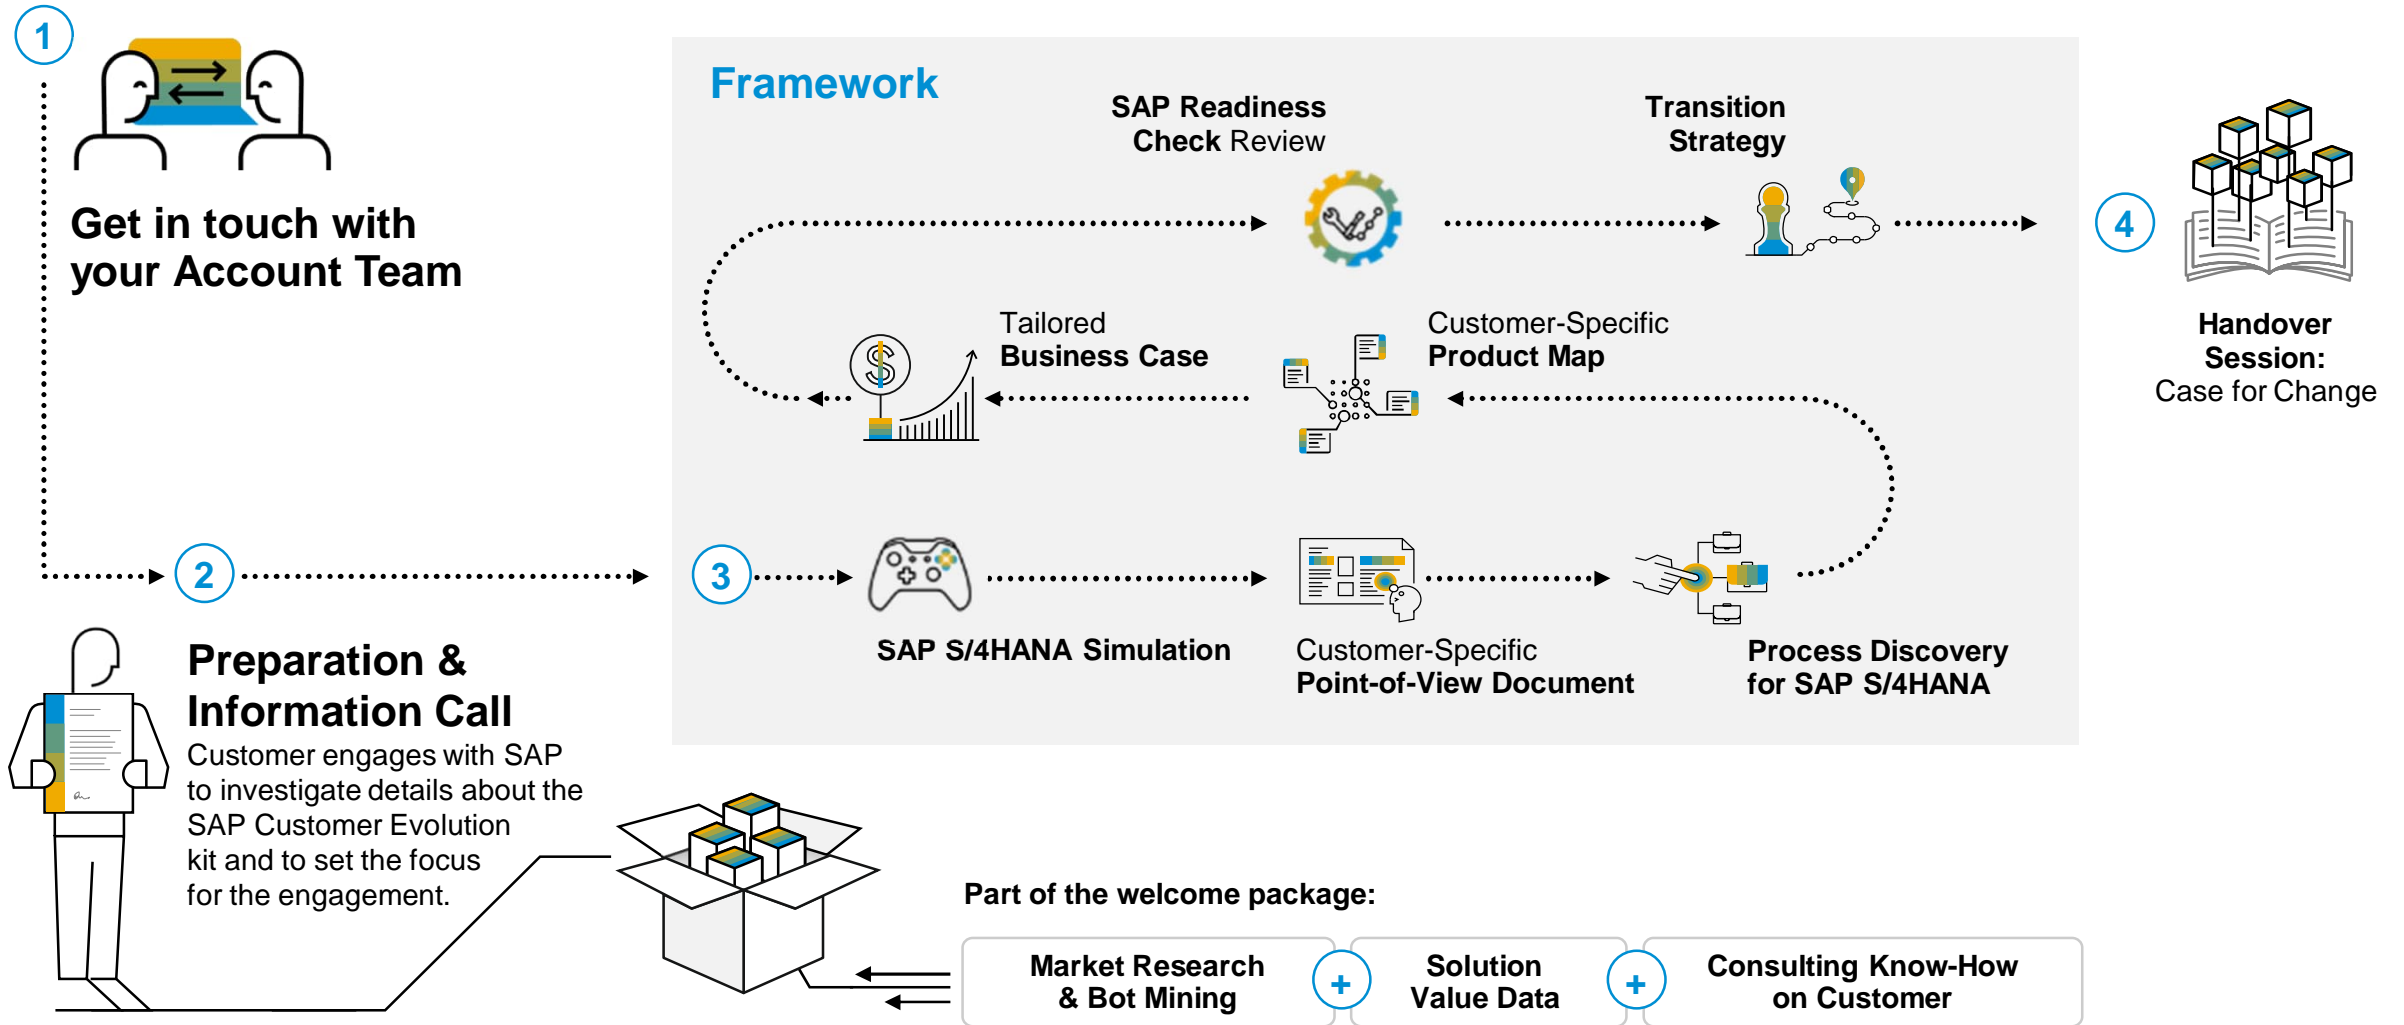 1
Get in touch with
your Account Team
2
Preparation &
Information Call
Customer engages with SAP
to investigate details about the
SAP Customer Evolution
kit and to set the focus
for the engagement.
Framework
3
SAP S/4HANA Simulation
Customer-Specific
Point-of-View Document
Process Discovery
for SAP S/4HANA
Customer-Specific
Product Map
Tailored
Business Case
$
SAP Readiness
Check Review
Transition
Strategy
4
Handover
Session:
Case for Change
Part of the welcome package:
Market Research
& Bot Mining
+
Solution
Value Data
+
Consulting Know-How
on Customer